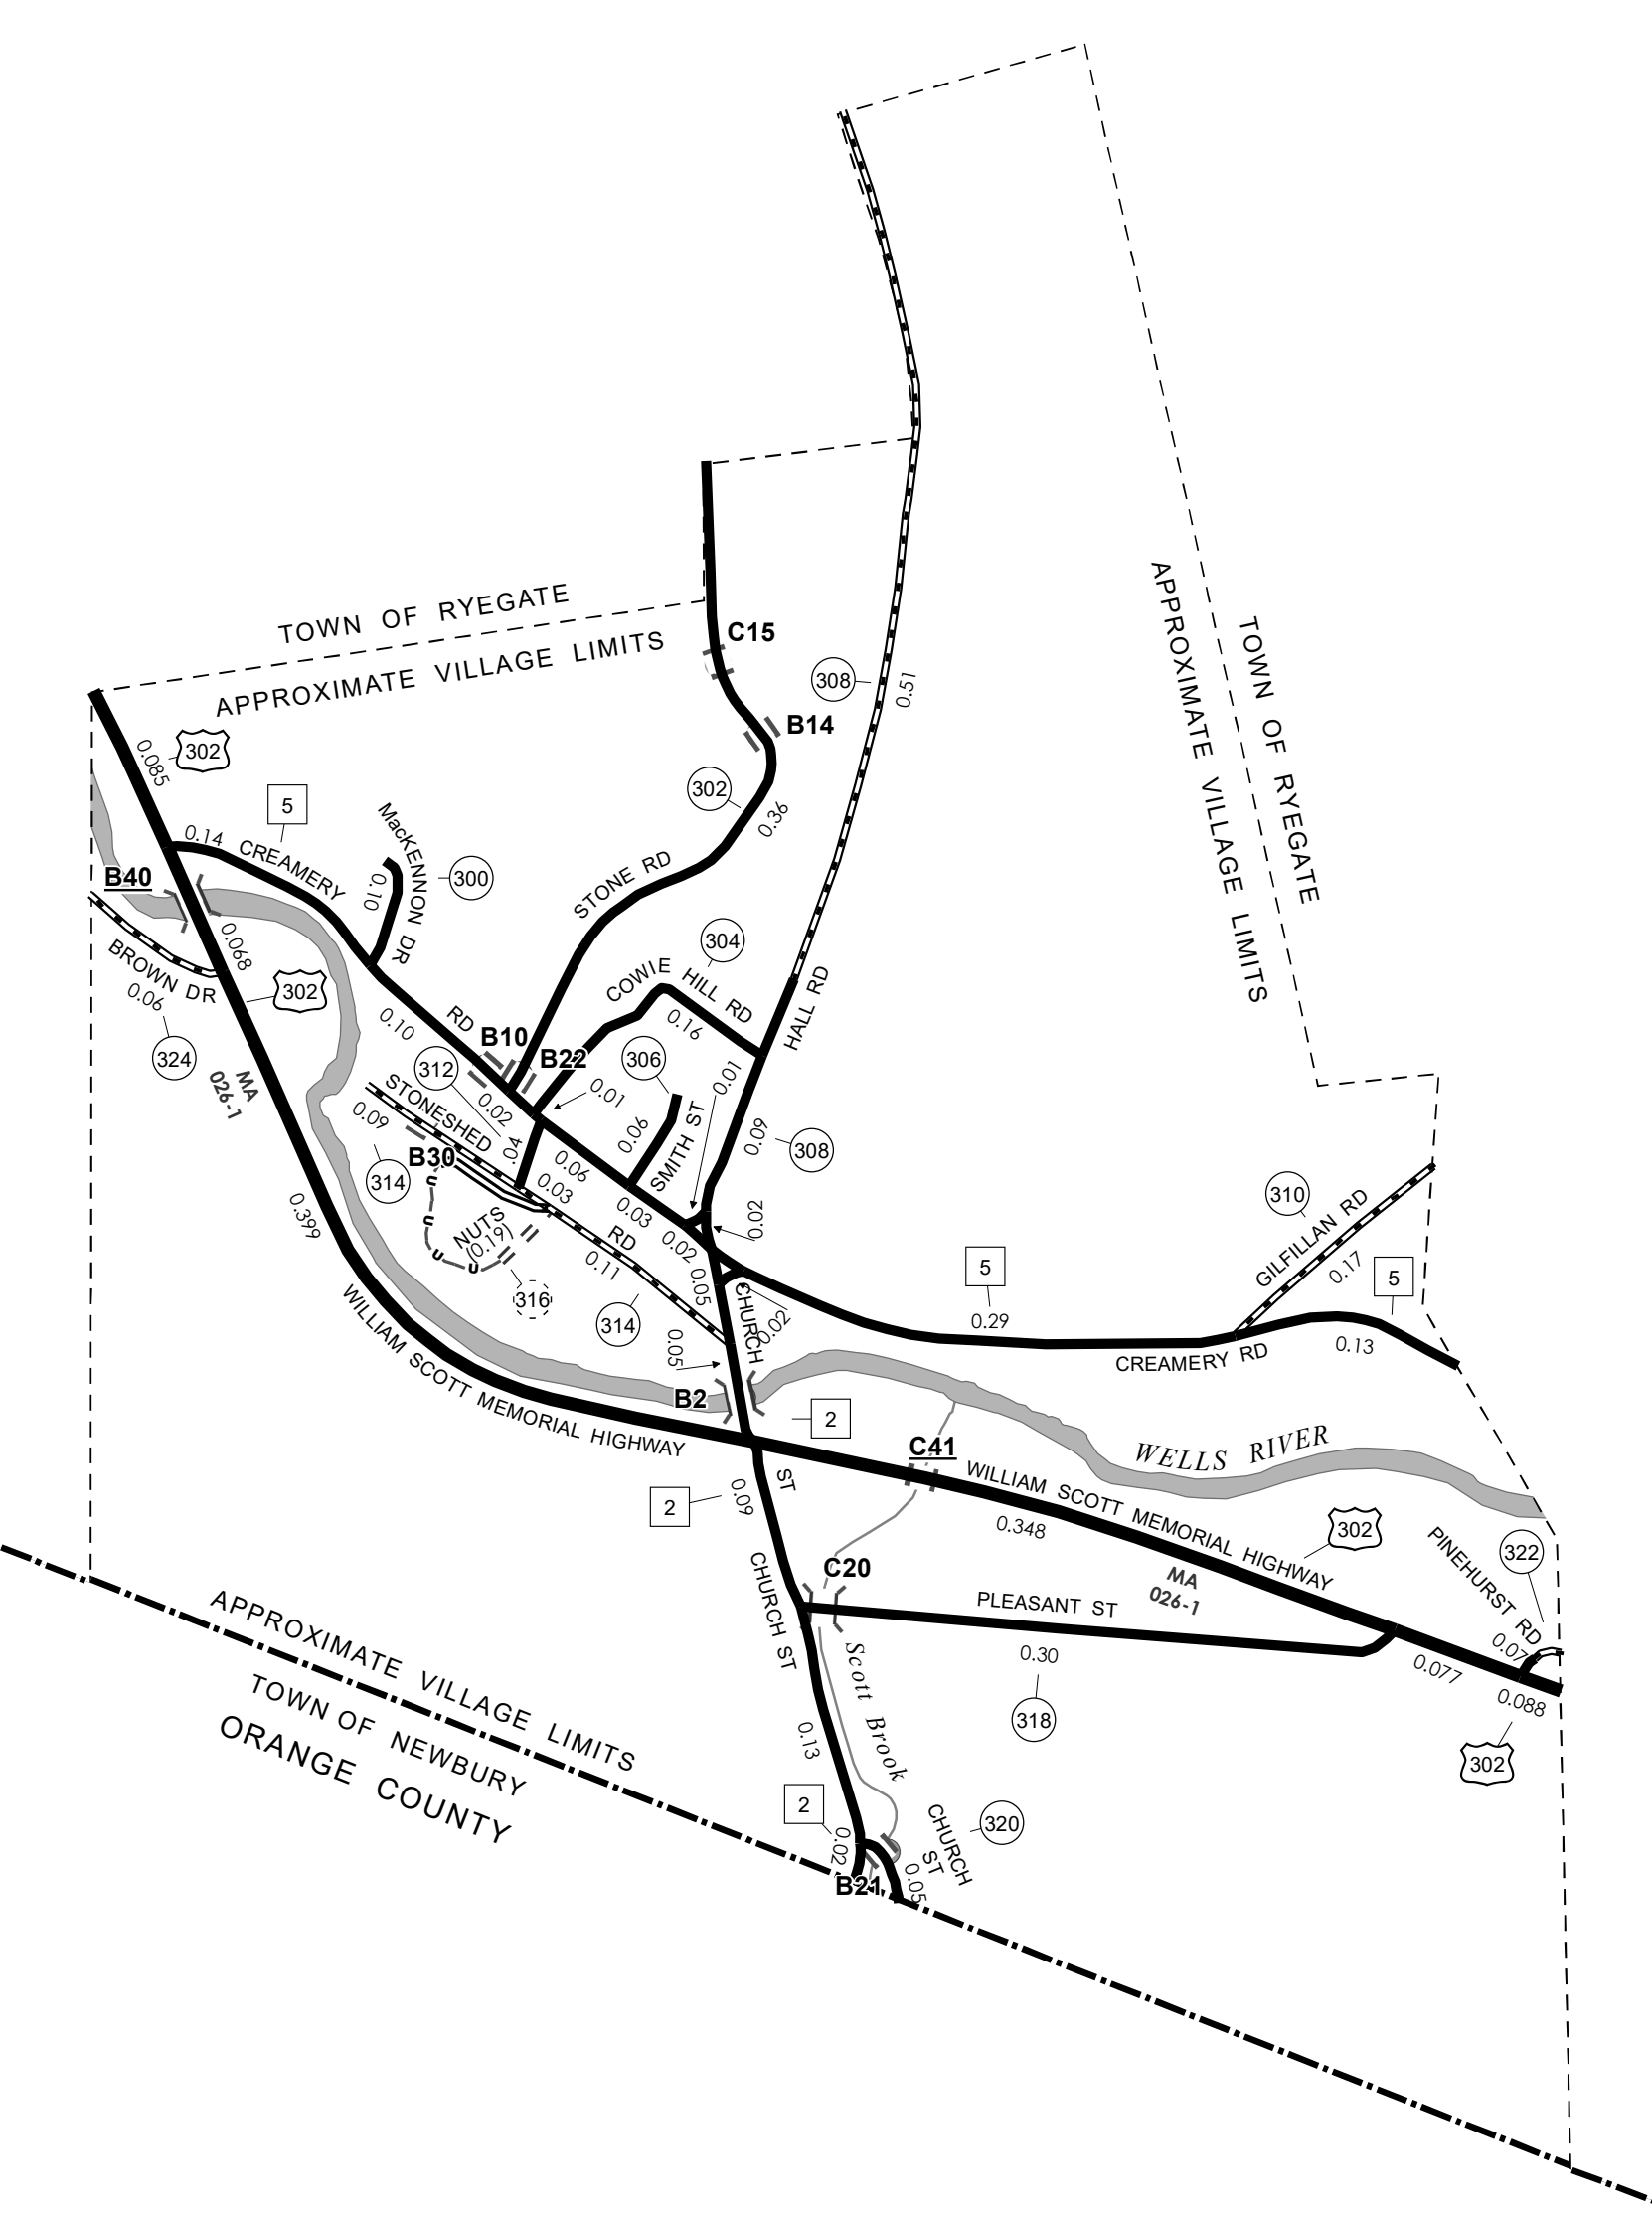 TOWN OF RYEGATE
APPROXIMATE VILLAGE LIMITS
C15
308
0.51
B14
302
0.36
STONE RD
TOWN OF RYEGATE
APPROXIMATE VILLAGE LIMITS
0.085
302
5
0.14
CREAMERY
MacKENNON DR
0.10
300
B40
0.068
302
BROWN DR
0.06
324
MA
026-1
304
COWIE HILL RD
0.16
HALL RD
0.10
RD
B10
B22
312
0.01
306
0.01
0.02
0.06
SMITH ST
0.09
308
STONESHED
0.09
B30
314
0.06
0.03
0.03
0.02
0.02
310
GILFILLAN RD
0.17
5
0.399
NUTS
(0.19)
RD
0.11
316
314
0.05
CHURCH
0.02
0.05
5
0.29
CREAMERY RD
0.13
WILLIAM SCOTT MEMORIAL HIGHWAY
B2
2
C41
WELLS RIVER
ST
2
0.09
WILLIAM SCOTT MEMORIAL HIGHWAY
0.348
302
MA
026-1
PINEHURST RD
322
C20
CHURCH ST
PLEASANT ST
0.30
318
0.077
0.088
302
Scott Brook
0.13
2
0.02
B21
CHURCH
ST
320
0.05
APPROXIMATE VILLAGE LIMITS
TOWN OF NEWBURY
ORANGE COUNTY